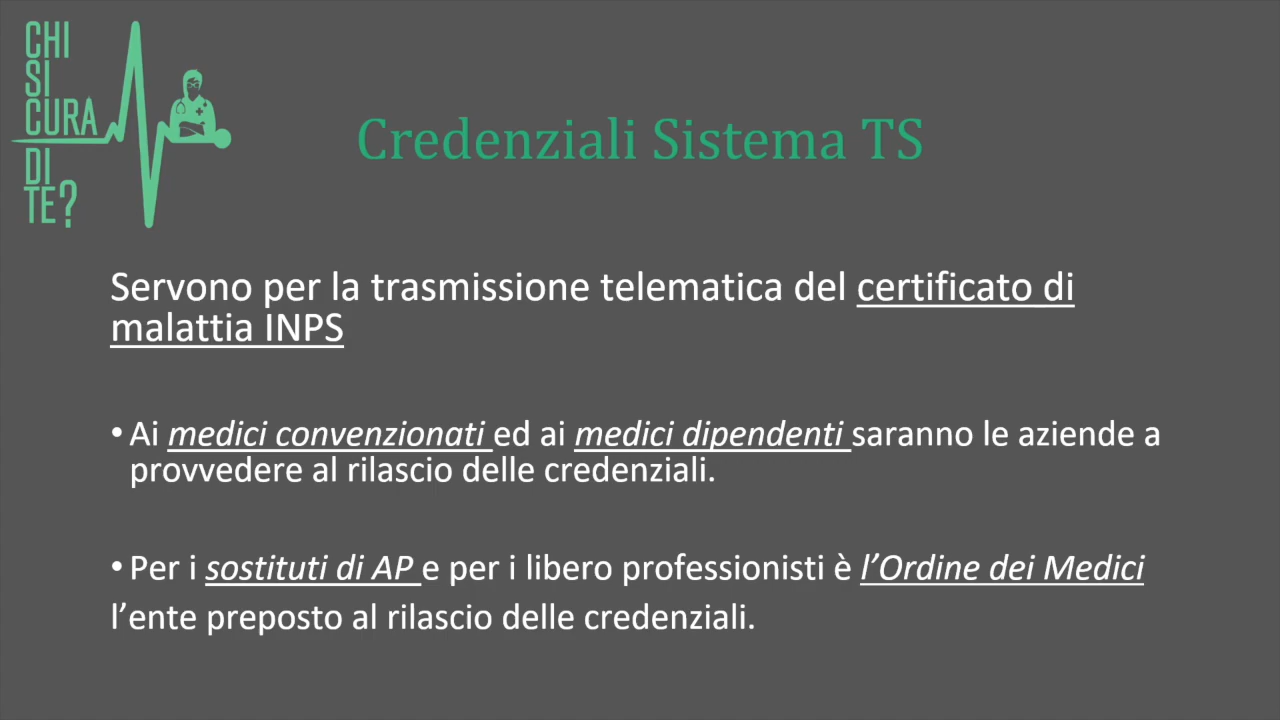 CHI
SI
CURA
DI
TE?
Credenziali Sistema TS
Servono per la trasmissione telematica del certificato di
malattia INPS
• Ai medici convenzionati ed ai medici dipendenti saranno le aziende a
provvedere al rilascio delle credenziali.
• Per i sostituti di AP e per i libero professionisti è l’Ordine dei Medici
l’ente preposto al rilascio delle credenziali.